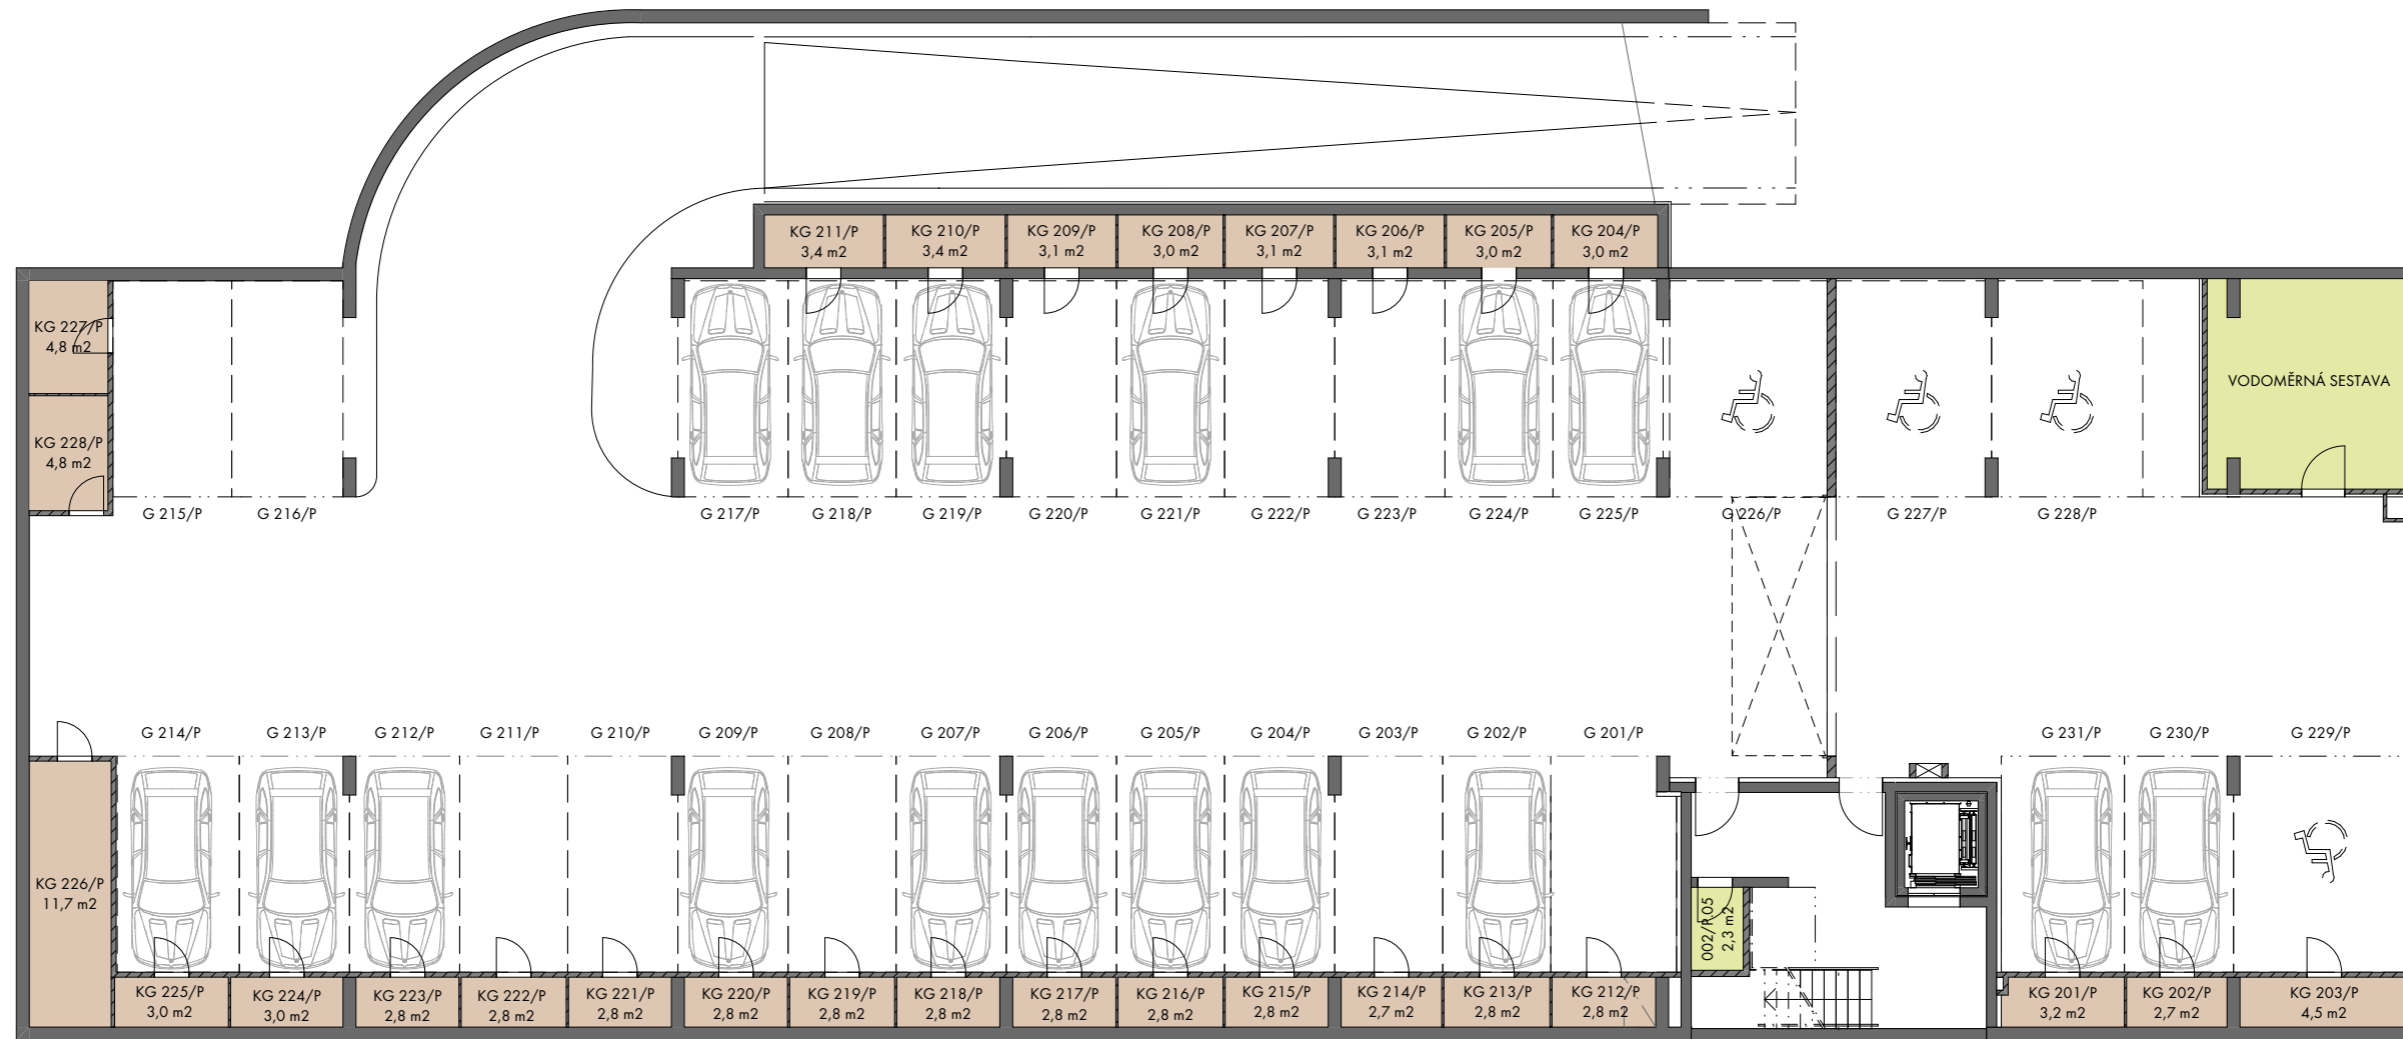 KG 211/P
3,4 m2
KG 210/P
3,4 m2
KG 209/P
3,1 m2
KG 208/P
3,0 m2
KG 207/P
3,1 m2
KG 206/P
3,1 m2
KG 205/P
3,0 m2
KG 204/P
3,0 m2
KG 227/P
4,8 m2
KG 228/P
4,8 m2
VODOMĚRNÁ SESTAVA
G 215/P
G 216/P
G 217/P
G 218/P
G 219/P
G 220/P
G 221/P
G 222/P
G 223/P
G 224/P
G 225/P
G 226/P
G 227/P
G 228/P
G 214/P
G 213/P
G 212/P
G 211/P
G 210/P
G 209/P
G 208/P
G 207/P
G 206/P
G 205/P
G 204/P
G 203/P
G 202/P
G 201/P
G 231/P
G 230/P
G 229/P
KG 226/P
11,7 m2
002/P.05
2,3 m2
KG 225/P
3,0 m2
KG 224/P
3,0 m2
KG 223/P
2,8 m2
KG 222/P
2,8 m2
KG 221/P
2,8 m2
KG 220/P
2,8 m2
KG 219/P
2,8 m2
KG 218/P
2,8 m2
KG 217/P
2,8 m2
KG 216/P
2,8 m2
KG 215/P
2,8 m2
KG 214/P
2,7 m2
KG 213/P
2,8 m2
KG 212/P
2,8 m2
KG 201/P
3,2 m2
KG 202/P
2,7 m2
KG 203/P
4,5 m2